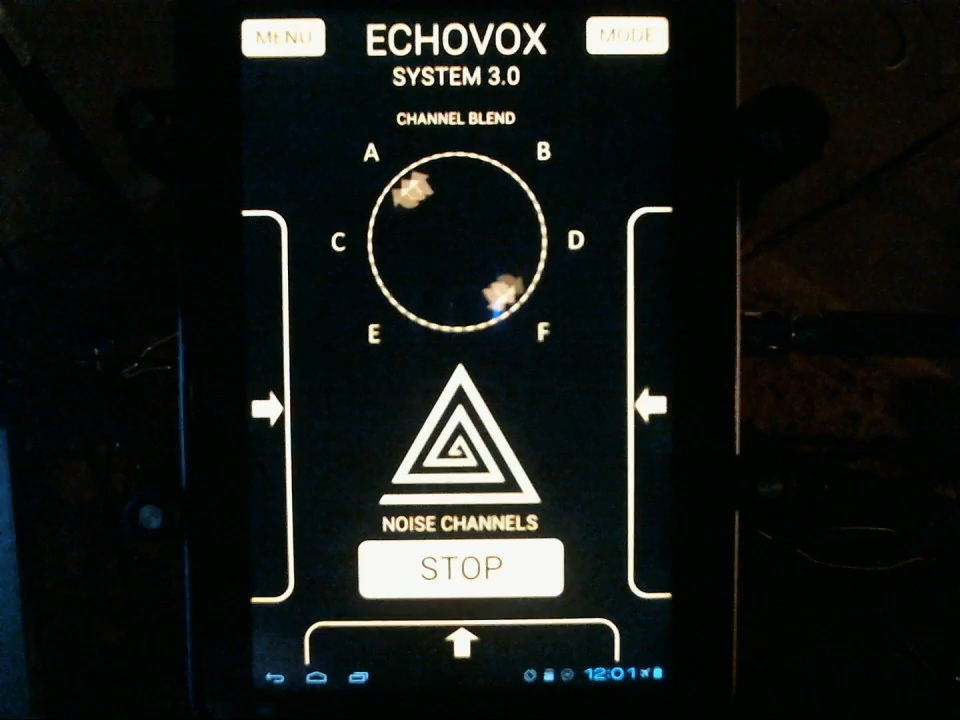 MENU
ECHOVOX
MODE
SYSTEM 3.0
CHANNEL BLEND
A
B
C
D
E
F
NOISE CHANNELS
STOP
12:01